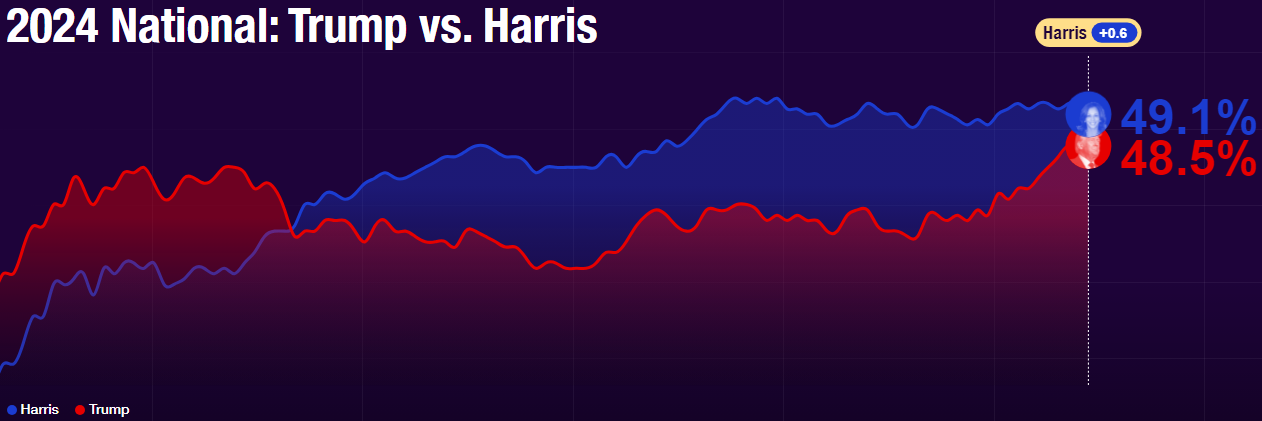 2024 National: Trump vs. Harris
Harris +0.6
49.1%
48.5%
Harris Trump